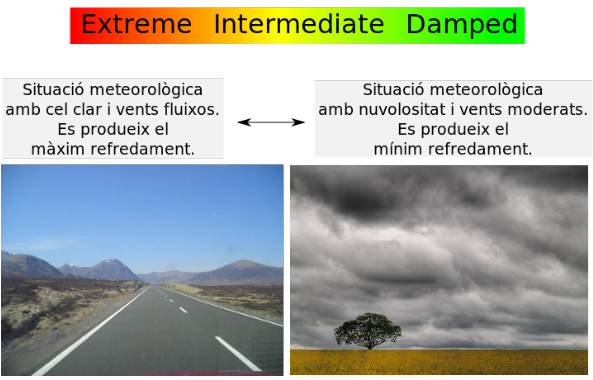 Extreme Intermediate Damped
Situació meteorològica
amb cel clar i vents fluixos.
Es produeix el
màxim refredament.
Situació meteorològica
amb nuvolositat i vents moderats.
Es produeix el
mínim refredament.